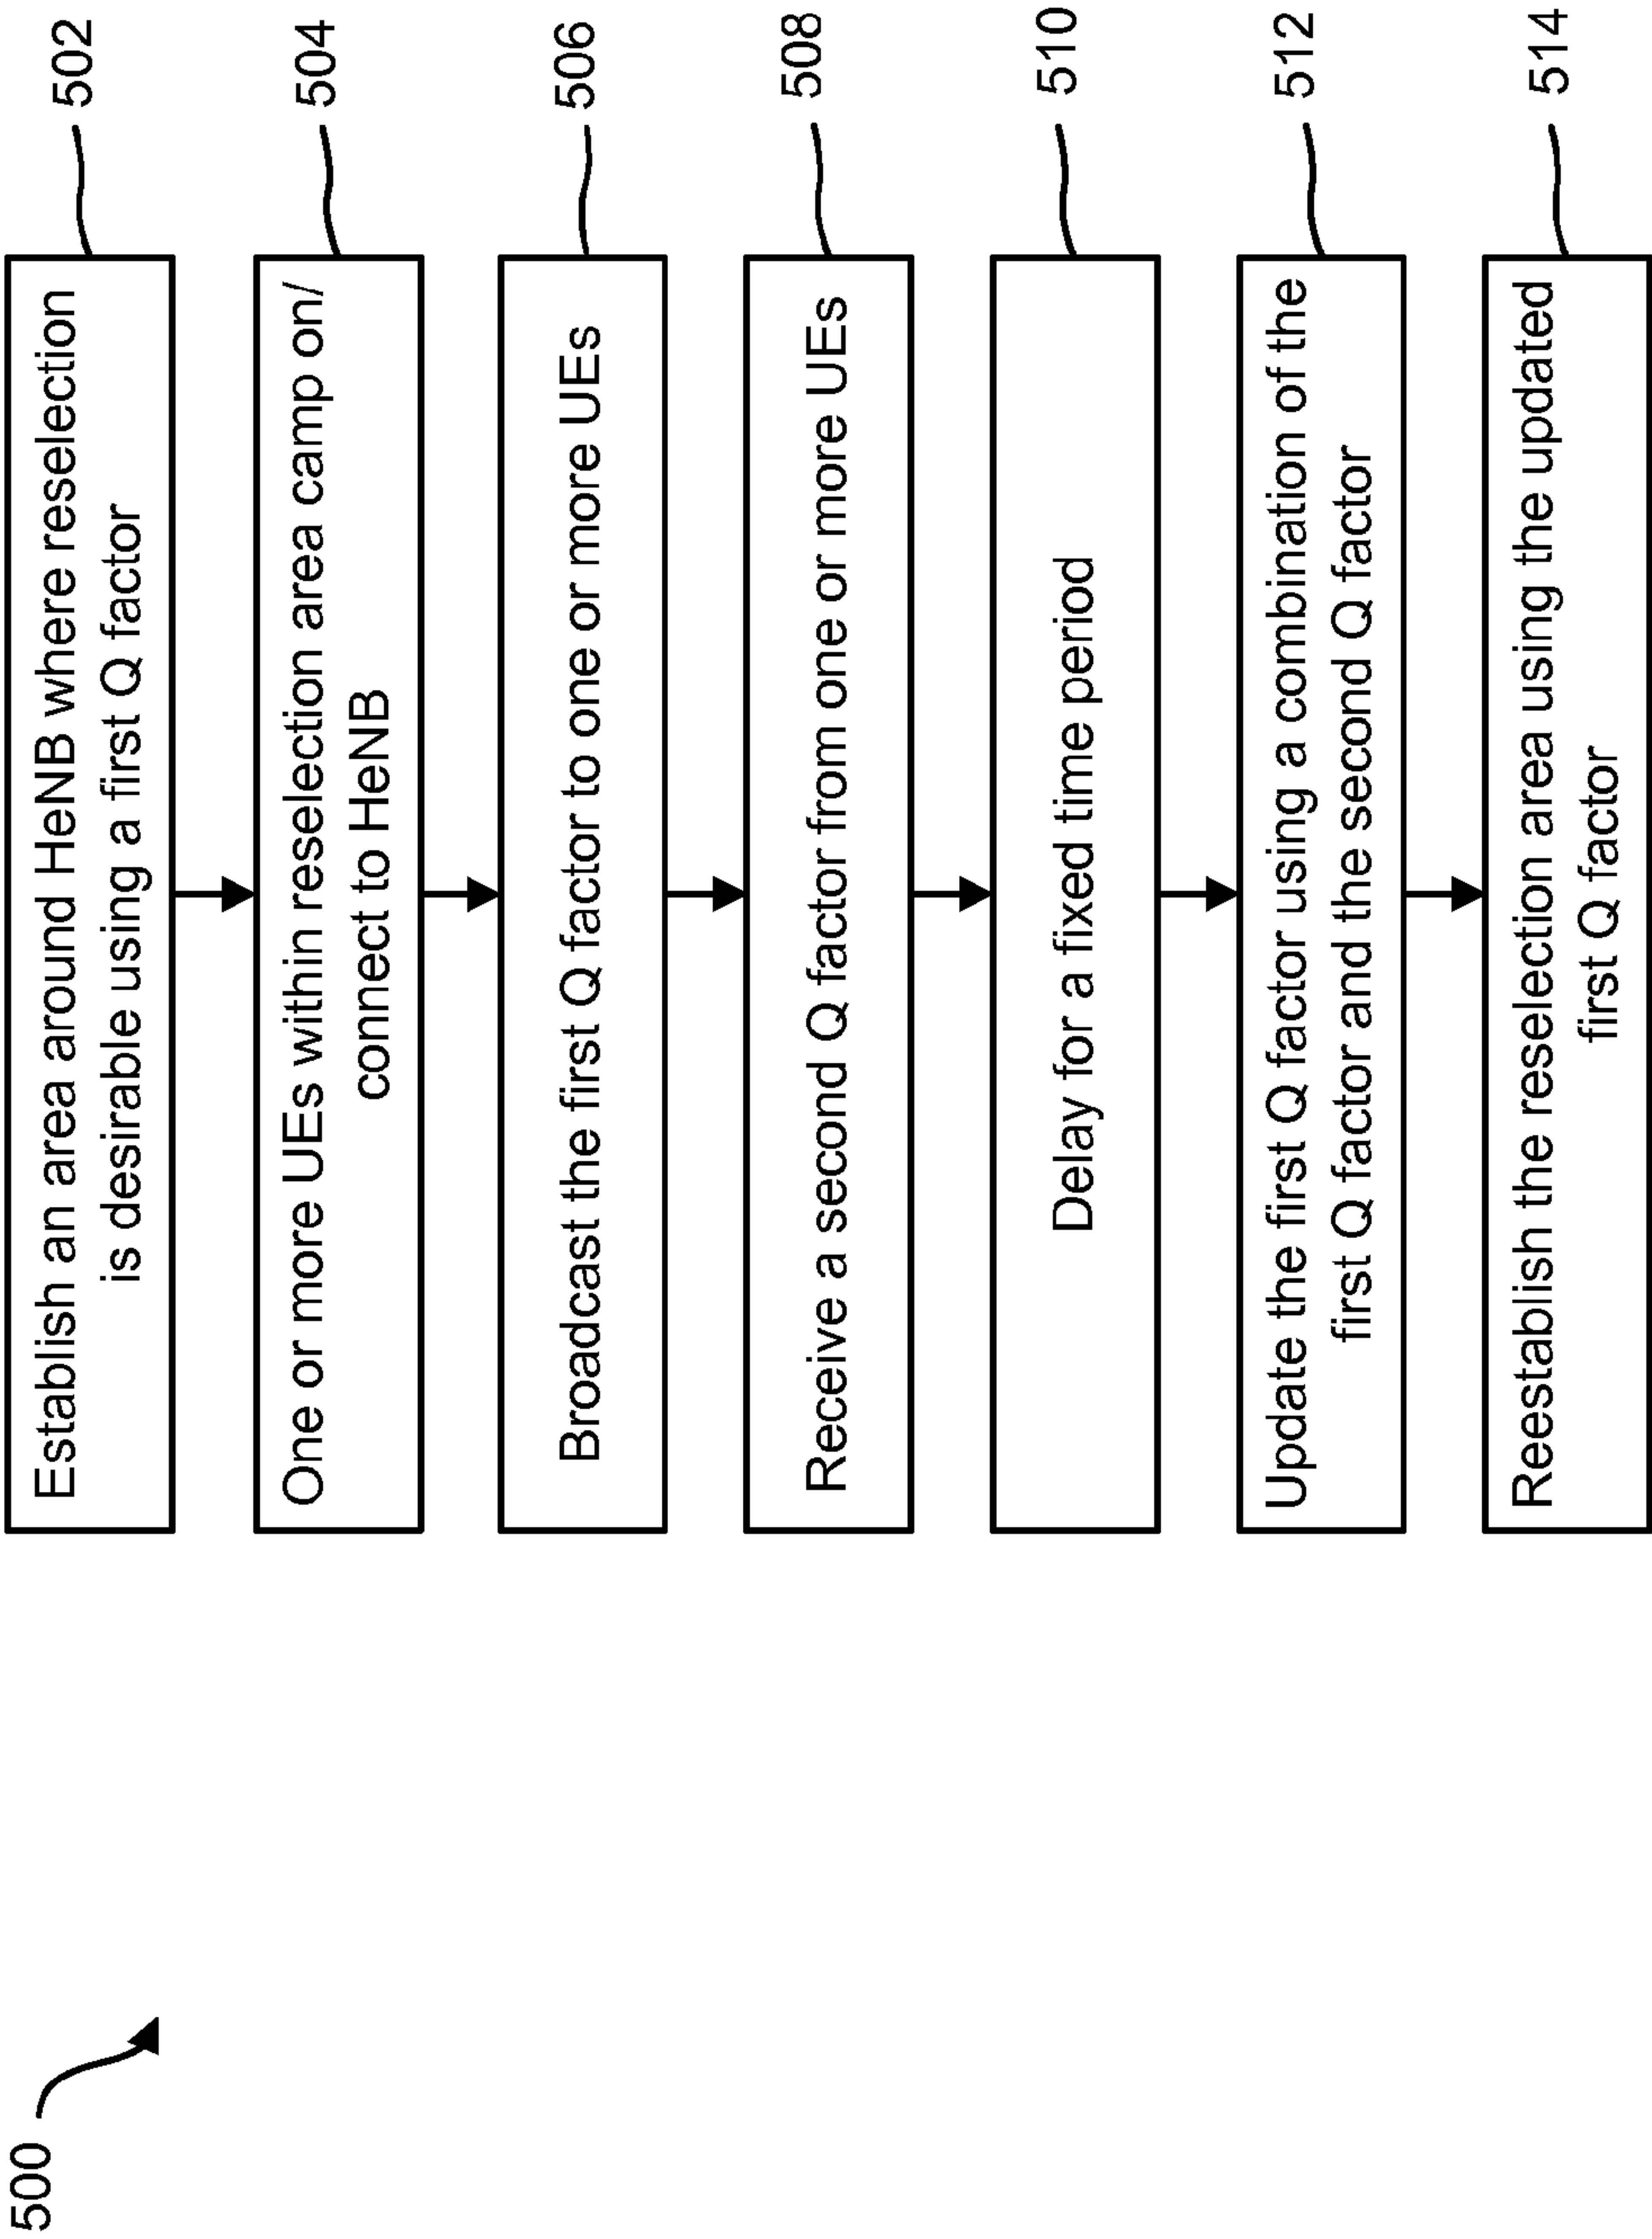 500
Establish an area around HeNB where reselection
is desirable using a first Q factor
502
One or more UEs within reselection area camp on/
connect to HeNB
504
Broadcast the first Q factor to one or more UEs
506
Receive a second Q factor from one or more UEs
508
Delay for a fixed time period
510
Update the first Q factor using a combination of the
first Q factor and the second Q factor
512
Reestablish the reselection area using the updated
first Q factor
514